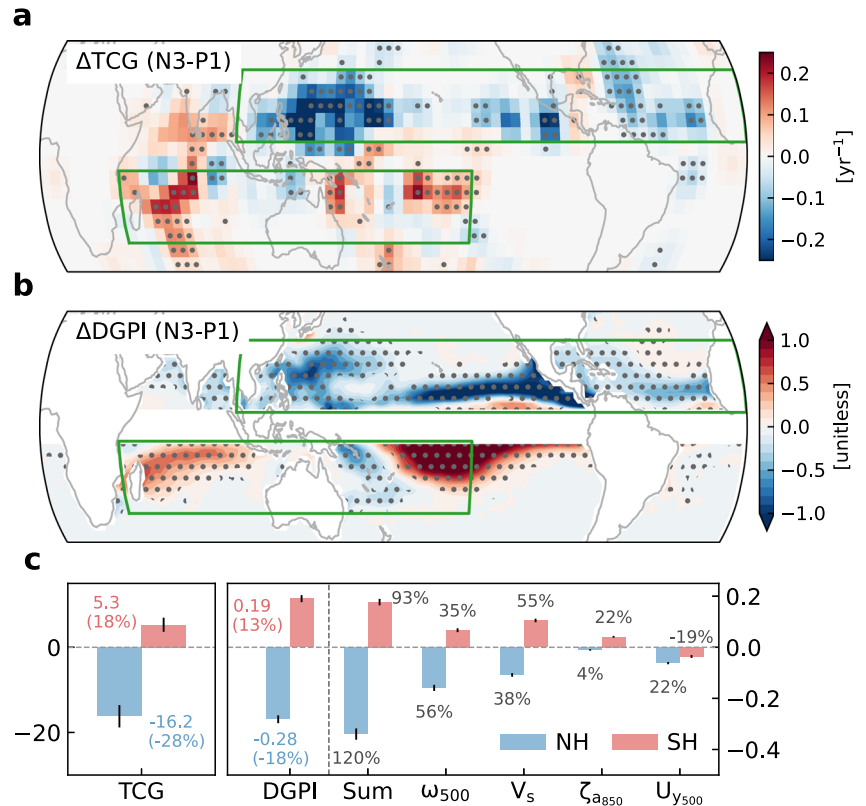 a
ΔTCG (N3-P1)
0.2
0.1
0.0
−0.1
−0.2
[yr⁻¹]
b
ΔDGPI (N3-P1)
1.0
0.5
0.0
−0.5
−1.0
[unitless]
c
5.3
(18%)
-16.2
(-28%)
0
−20
TCG
0.19
(13%)
-0.28
(-18%)
93%
120%
35%
56%
55%
38%
22%
4%
-19%
22%
0.2
0.0
−0.2
−0.4
NH
SH
DGPI
Sum
ω₅₀₀
Vₛ
ζₐ₈₅₀
Uy₅₀₀